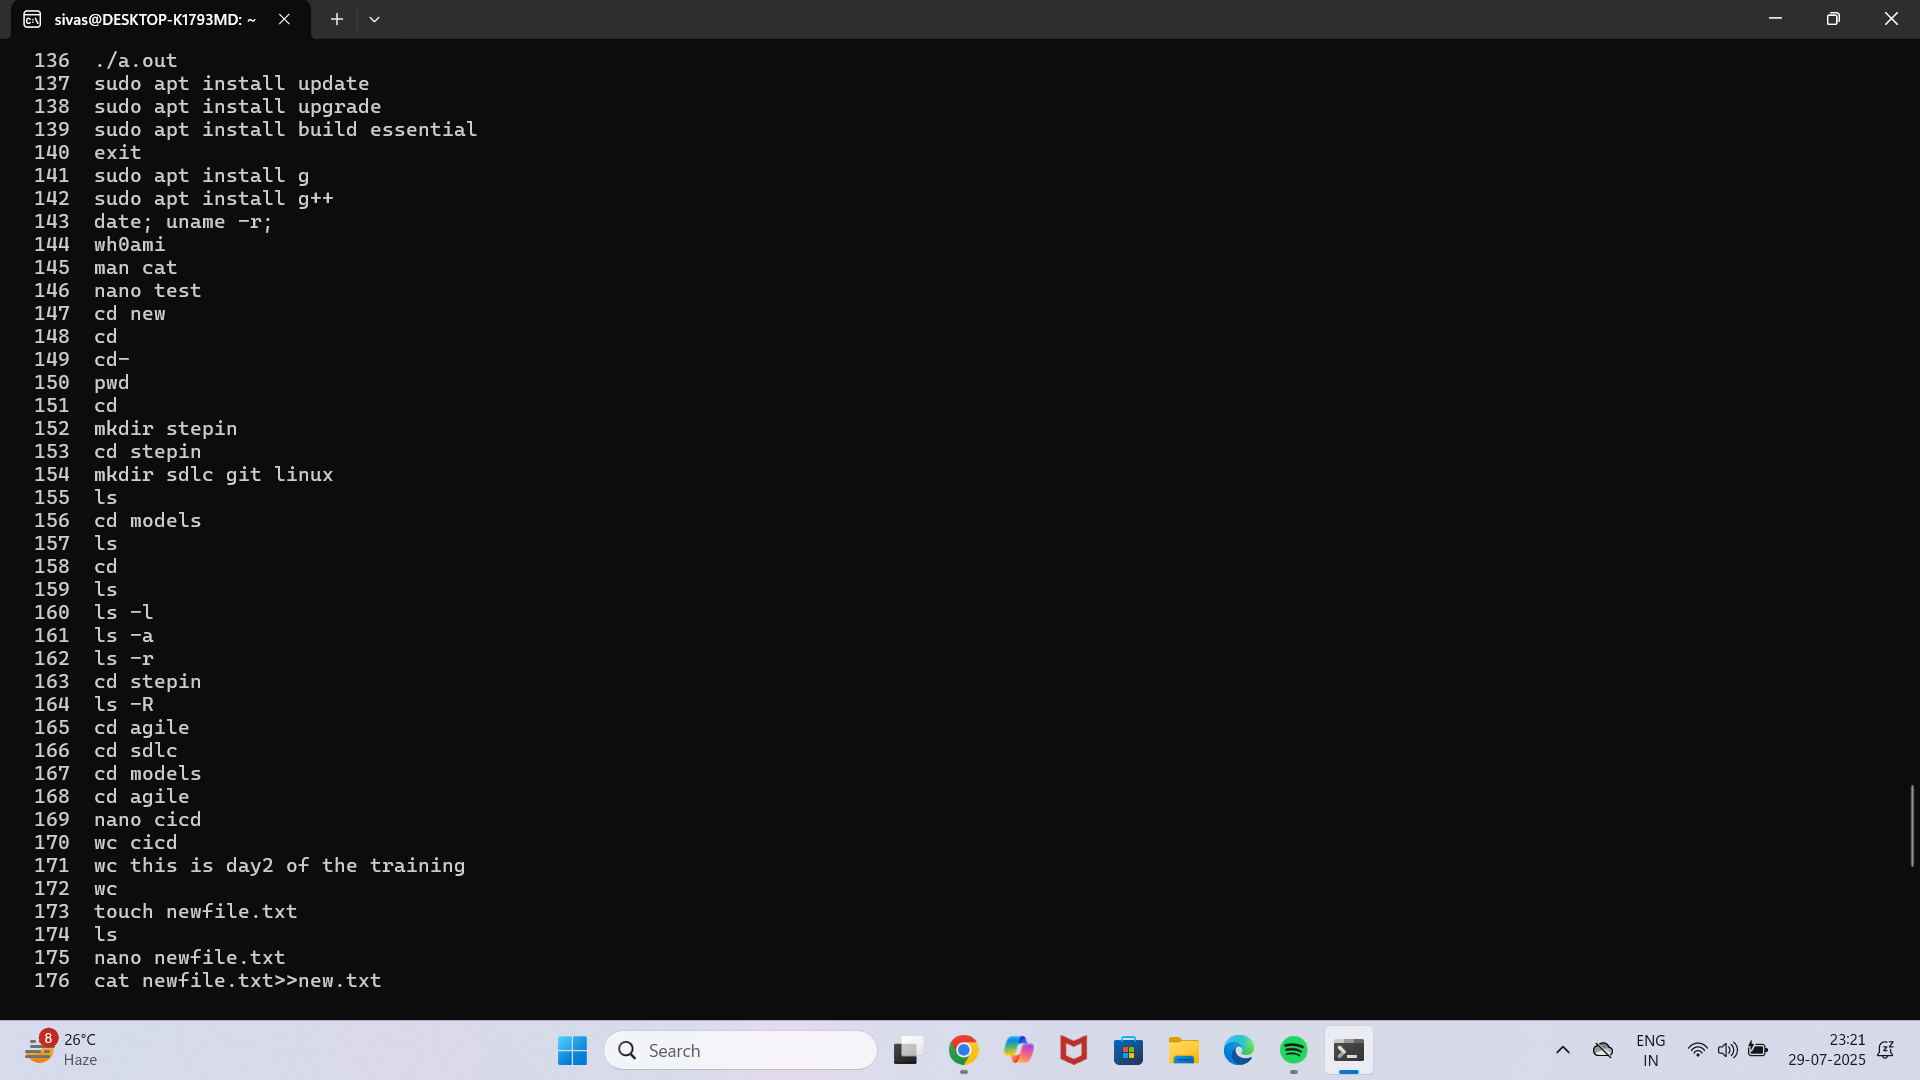 sivas@DESKTOP-K1793MD: ~
136 ./a.out
137 sudo apt install update
138 sudo apt install upgrade
139 sudo apt install build essential
140 exit
141 sudo apt install g
142 sudo apt install g++
143 date; uname -r;
144 wh0ami
145 man cat
146 nano test
147 cd new
148 cd
149 cd-
150 pwd
151 cd
152 mkdir stepin
153 cd stepin
154 mkdir sdlc git linux
155 ls
156 cd models
157 ls
158 cd
159 ls
160 ls -l
161 ls -a
162 ls -r
163 cd stepin
164 ls -R
165 cd agile
166 cd sdlc
167 cd models
168 cd agile
169 nano cicd
170 wc cicd
171 wc this is day2 of the training
172 wc
173 touch newfile.txt
174 ls
175 nano newfile.txt
176 cat newfile.txt>>new.txt
8
26°C
Haze
Search
ENG
IN
23:21
29-07-2025